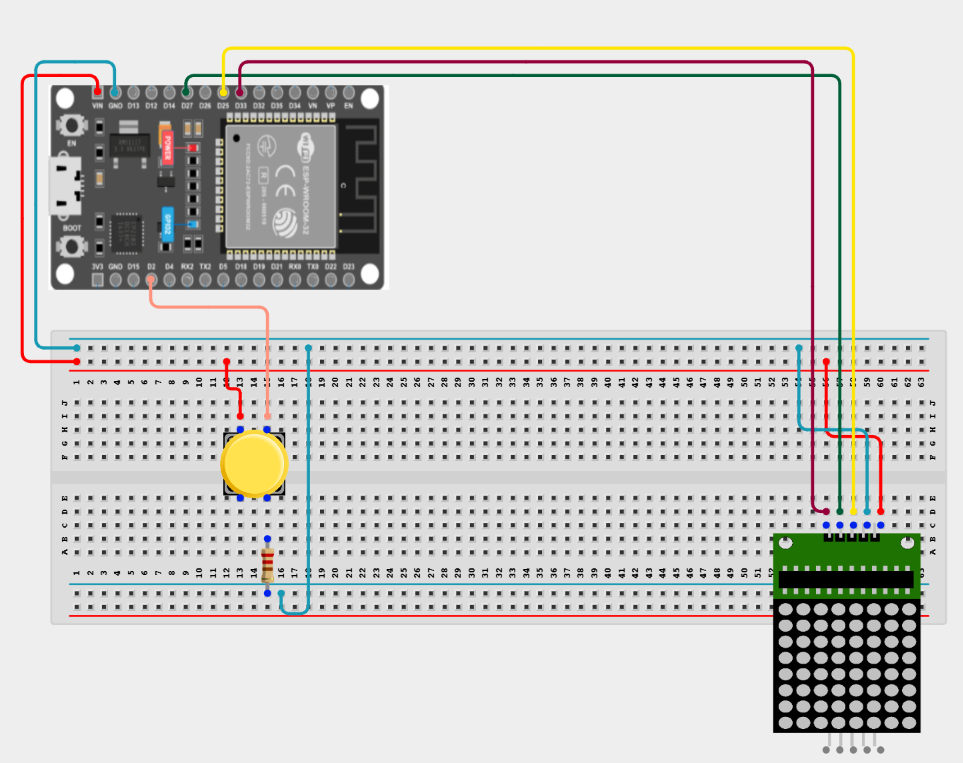 VIN GND D13 D12 D14 D27 D26 D25 D33 D32 D35 D34 VN VP EN
EN
POWER
WiFi ESP-WROOM-32
CE
R
BOOT
GPIO2
3V3 GND D15 D2 D4 RX2 TX2 D5 D18 D19 D21 RX0 TX0 D22 D23
1 2 3 4 5 6 7 8 9 10 11 12 13 14 15 16 17 18 19 20 21 22 23 24 25 26 27 28 29 30 31 32 33 34 35 36 37 38 39 40 41 42 43 44 45 46 47 48 49 50 51 52 53 54 55 56 57 58 59 60 61 62 63
J J
I I
H H
G G
F F
E E
D D
C C
B B
A A
1 2 3 4 5 6 7 8 9 10 11 12 13 14 15 16 17 18 19 20 21 22 23 24 25 26 27 28 29 30 31 32 33 34 35 36 37 38 39 40 41 42 43 44 45 46 47 48 49 50 51